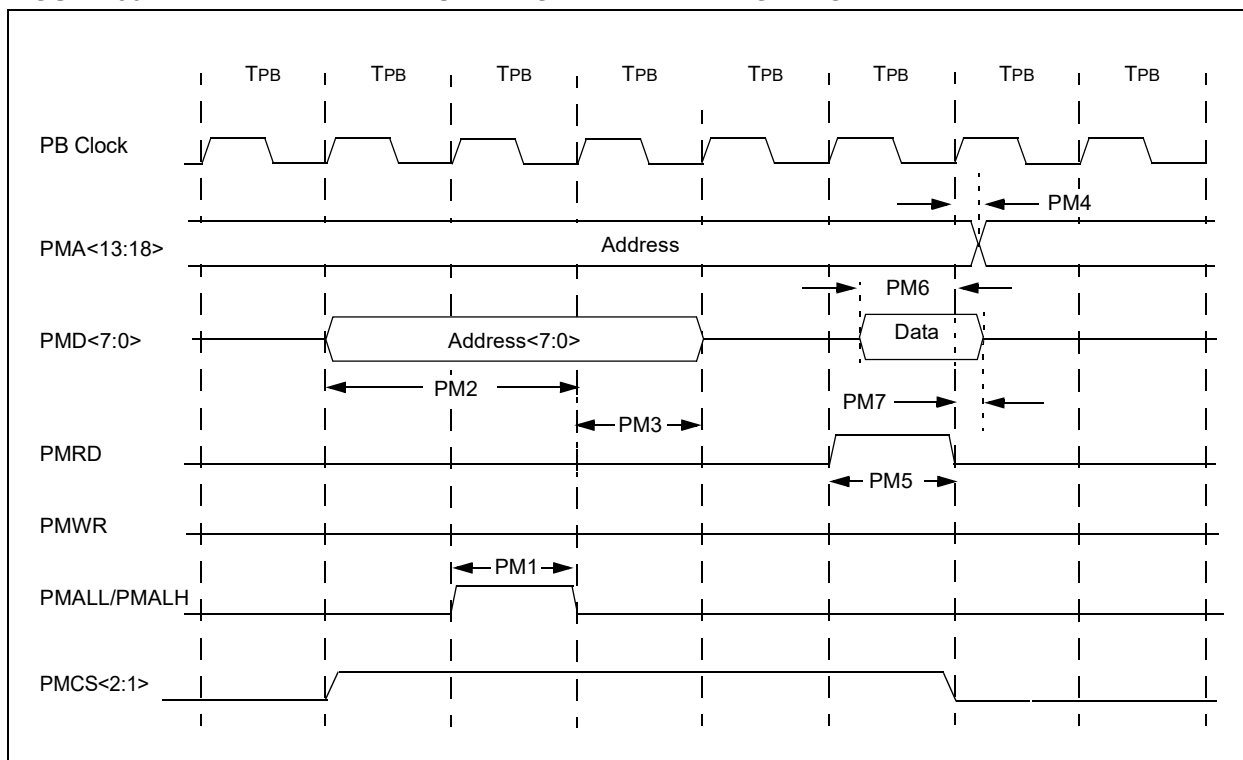 TPB TPB TPB TPB TPB TPB TPB TPB
PB Clock
PM4
PMA<13:18>
Address
PM6
PMD<7:0>
Address<7:0>
Data
PM2
PM7
PM3
PMRD
PM5
PMWR
PM1
PMALL/PMALH
PMCS<2:1>